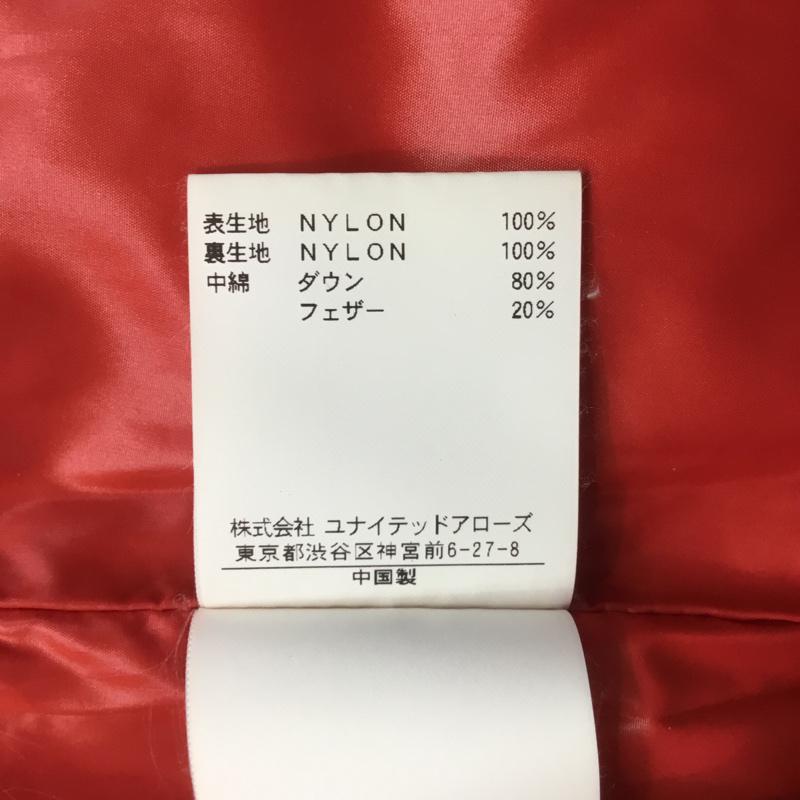 表生地 NYLON 100%
裏生地 NYLON 100%
中綿 ダウン 80%
フェザー 20%
株式会社 ユナイテッドアローズ
東京都渋谷区神宮前6-27-8
中国製